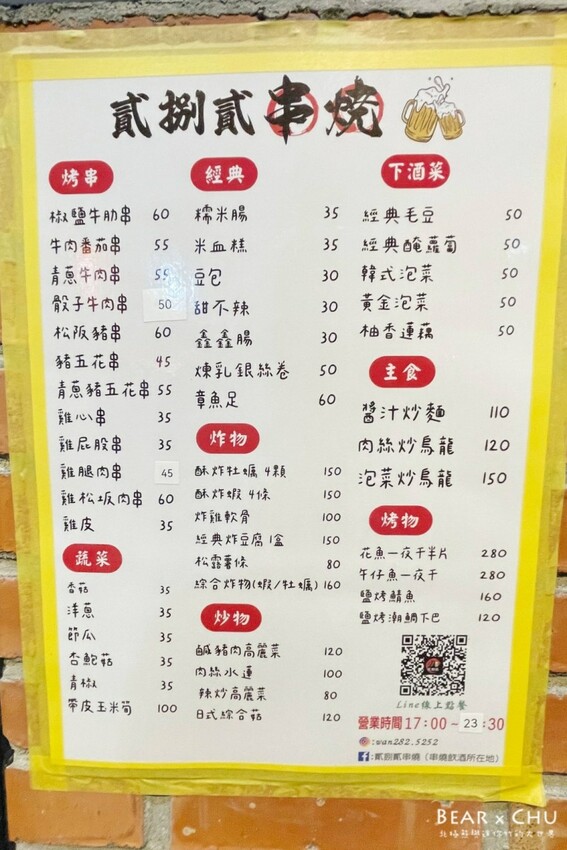 貳捌貳串燒
烤串
椒鹽牛肋串 60
牛肉番茄串 55
青蔥牛肉串 55
骰子牛肉串 50
松阪豬串 60
豬五花串 45
青蔥豬五花串 55
雞心串 35
雞屁股串 35
雞腿肉串 45
雞松坂肉串 60
雞皮 35
蔬菜
香菇 35
洋蔥 35
節瓜 35
杏鮑菇 35
青椒 35
帶皮玉米筍 100
經典
糯米腸 35
米血糕 35
豆包 30
甜不辣 30
鑫鑫腸 30
煉乳銀絲卷 50
章魚足 60
炸物
酥炸牡蠣4顆 150
酥炸蝦4條 150
炸雞軟骨 100
經典炸豆腐1盒 150
松露薯條 80
綜合炸物(蝦/牡蠣) 160
炒物
鹹豬肉高麗菜 120
肉絲水蓮 100
辣炒高麗菜 80
日式綜合菇 120
下酒菜
經典毛豆 50
經典醃蘿蔔 50
韓式泡菜 50
黃金泡菜 50
柚香蓮藕 50
主食
醬汁炒麵 110
肉絲炒烏龍 120
泡菜炒烏龍 150
烤物
花魚一夜干半片 280
午仔魚一夜干 280
鹽烤鯖魚 160
鹽烤潮鯛下巴 120
Line線上點餐
營業時間17:00~23:30
:wan282.5252
f:貳捌貳串燒（串燒飲酒所在地）
BEAR x CHU